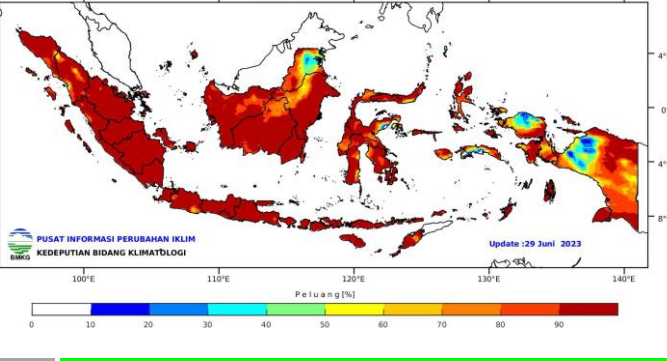 4°
0°
4°
8°
PUSAT INFORMASI PERUBAHAN IKLIM
BMKG
KEDEPUTIAN BIDANG KLIMATOLOGI
Update :29 Juni 2023
100°E 110°E 120°E 130°E 140°E
Peluang[%]
0 10 20 30 40 50 60 70 80 90